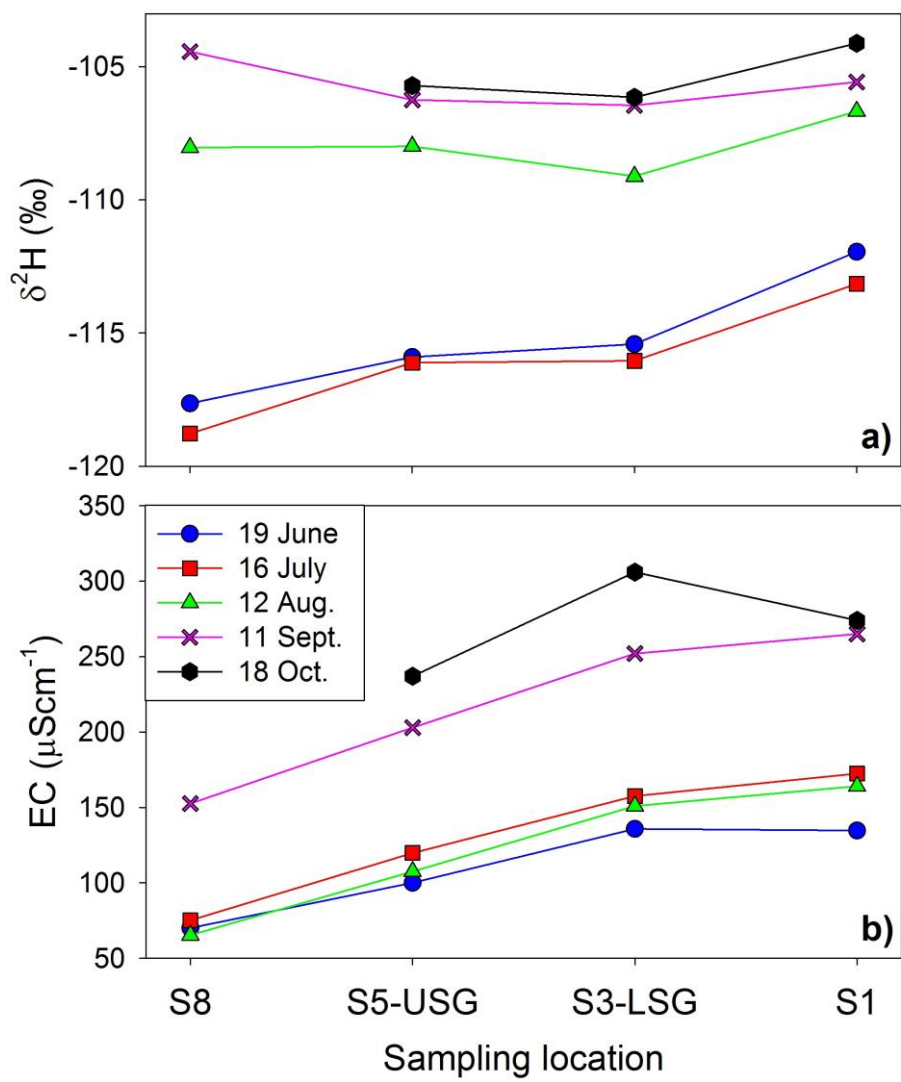 -105
-110
-115
-120
δ²H (‰)
a)
350
300
250
200
150
100
50
EC (μScm⁻¹)
19 June
16 July
12 Aug.
11 Sept.
18 Oct.
b)
S8 S5-USG S3-LSG S1
Sampling location